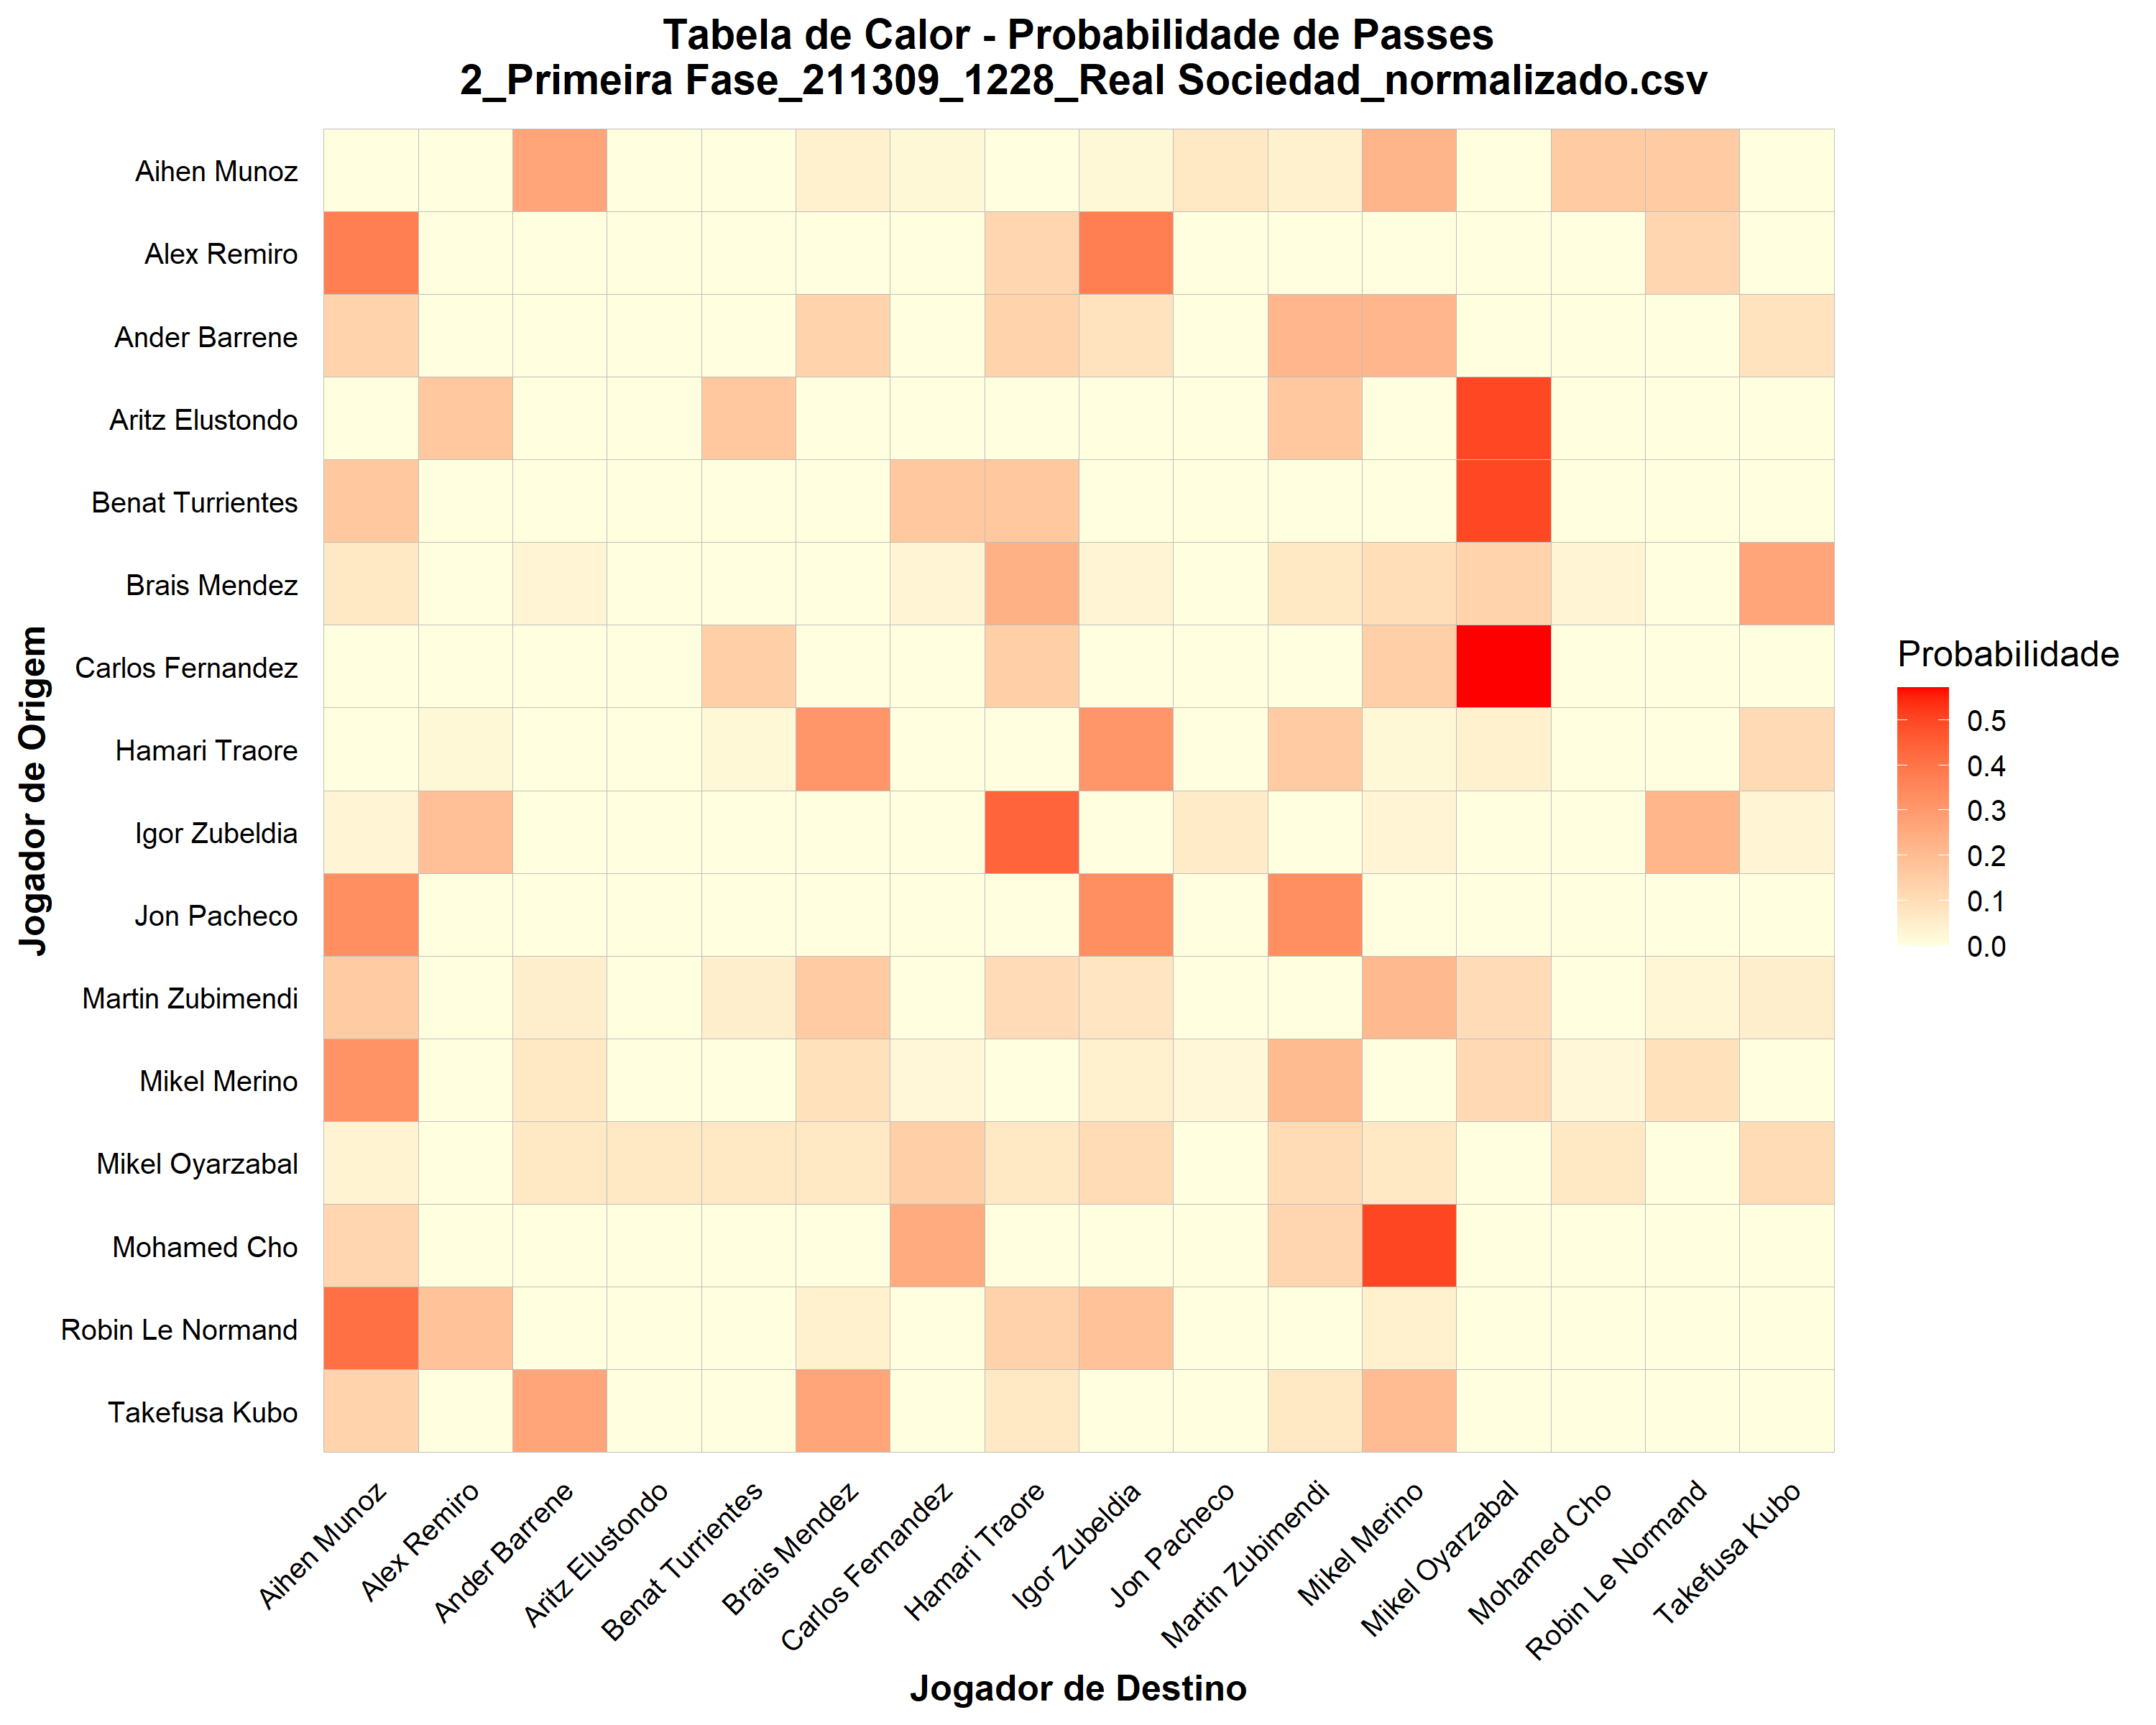 Tabela de Calor - Probabilidade de Passes
2_Primeira Fase_211309_1228_Real Sociedad_normalizado.csv
Jogador de Origem
Aihen Munoz
Alex Remiro
Ander Barrene
Aritz Elustondo
Benat Turrientes
Brais Mendez
Carlos Fernandez
Hamari Traore
Igor Zubeldia
Jon Pacheco
Martin Zubimendi
Mikel Merino
Mikel Oyarzabal
Mohamed Cho
Robin Le Normand
Takefusa Kubo
Probabilidade
0.5
0.4
0.3
0.2
0.1
0.0
Aihen Munoz
Alex Remiro
Ander Barrene
Aritz Elustondo
Benat Turrientes
Brais Mendez
Carlos Fernandez
Hamari Traore
Igor Zubeldia
Jon Pacheco
Martin Zubimendi
Mikel Merino
Mikel Oyarzabal
Mohamed Cho
Robin Le Normand
Takefusa Kubo
Jogador de Destino